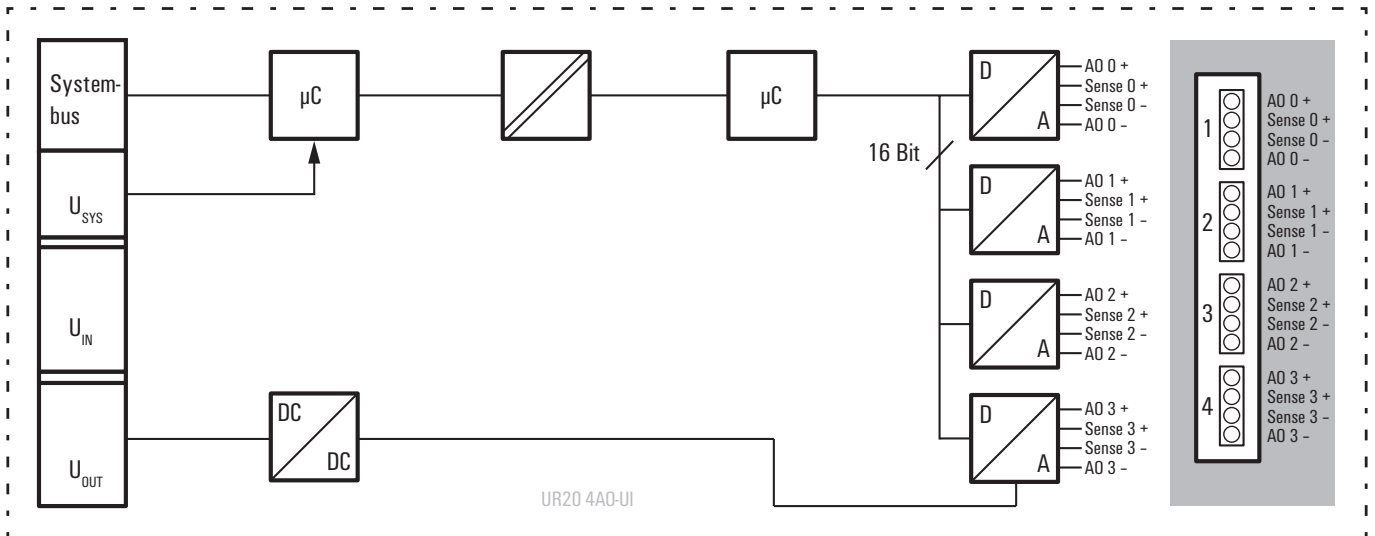 System-
bus
U SYS
U IN
U OUT
µC
µC
DC
DC
16 Bit
D
A
AO 0 +
Sense 0 +
Sense 0 –
AO 0 –
D
A
AO 1 +
Sense 1 +
Sense 1 –
AO 1 –
D
A
AO 2 +
Sense 2 +
Sense 2 –
AO 2 –
D
A
AO 3 +
Sense 3 +
Sense 3 –
AO 3 –
1
AO 0 +
Sense 0 +
Sense 0 –
AO 0 –
2
AO 1 +
Sense 1 +
Sense 1 –
AO 1 –
3
AO 2 +
Sense 2 +
Sense 2 –
AO 2 –
4
AO 3 +
Sense 3 +
Sense 3 –
AO 3 –
UR20 4AO-UI